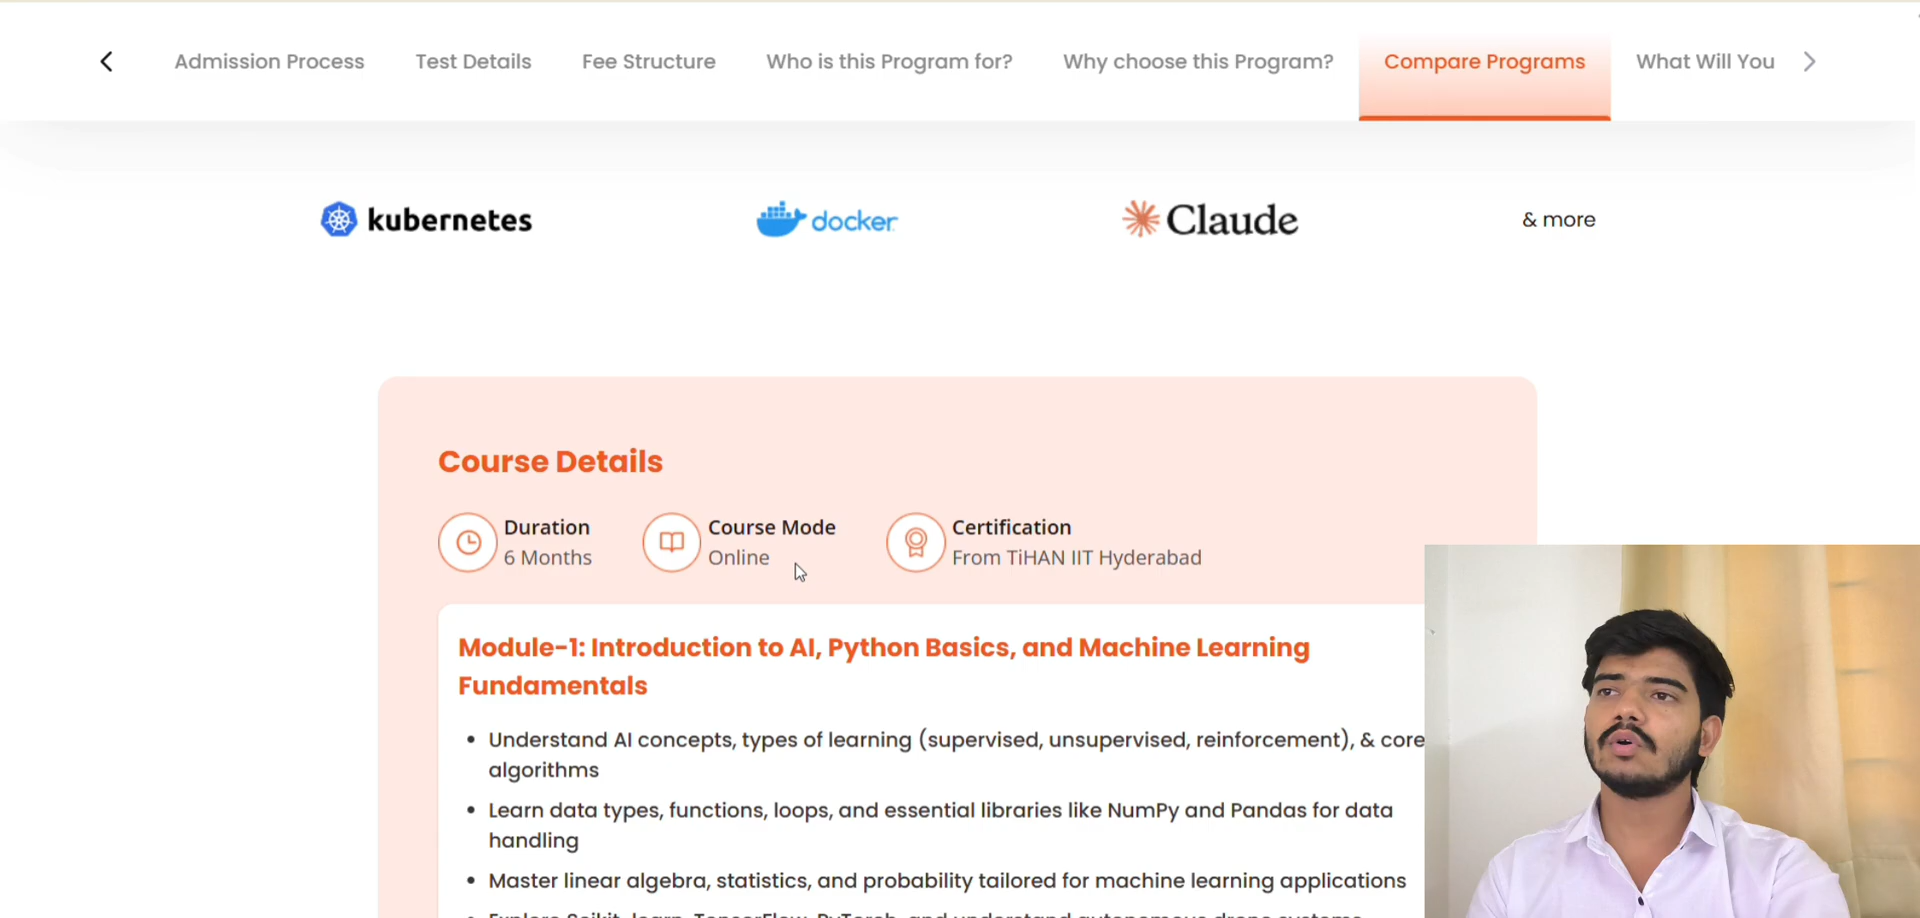 Admission Process Test Details Fee Structure Who is this Program for? Why choose this Program? Compare Programs What Will You
kubernetes docker Claude & more
Course Details
Duration Course Mode Certification
6 Months Online From TiHAN IIT Hyderabad
Module-1: Introduction to AI, Python Basics, and Machine Learning
Fundamentals
• Understand AI concepts, types of learning (supervised, unsupervised, reinforcement), & core
algorithms
• Learn data types, functions, loops, and essential libraries like NumPy and Pandas for data
handling
• Master linear algebra, statistics, and probability tailored for machine learning applications